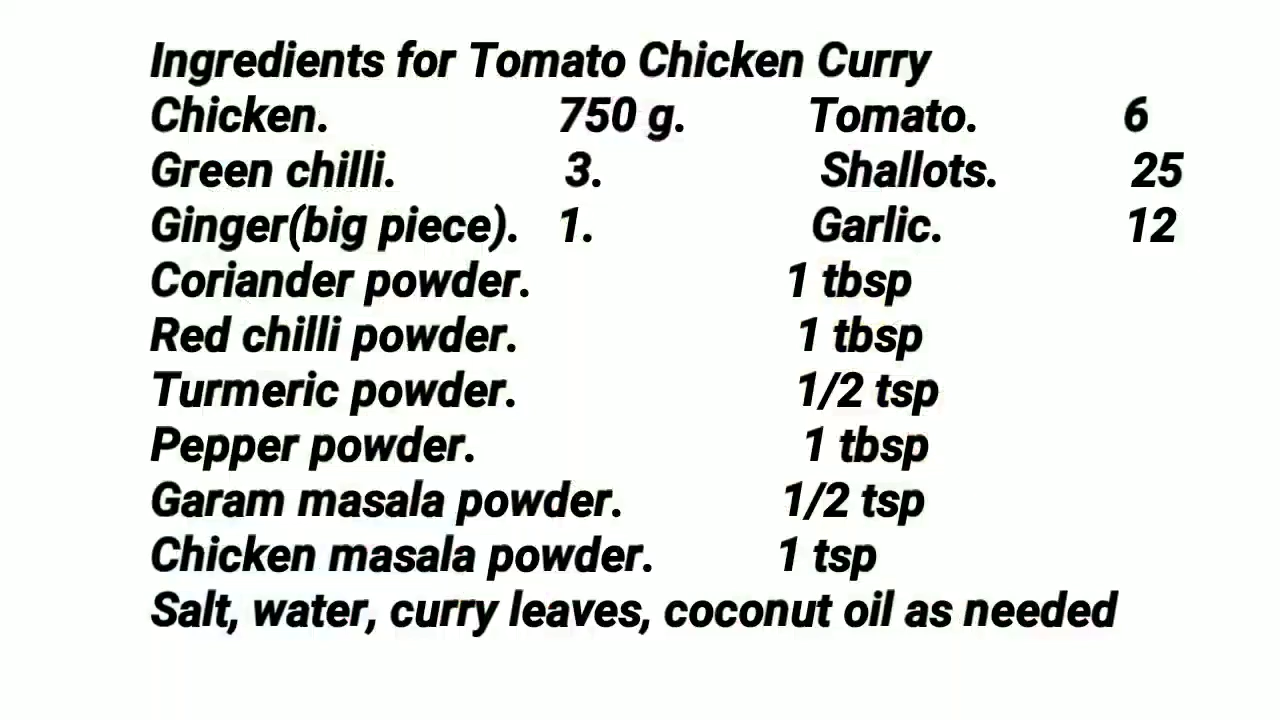 Ingredients for Tomato Chicken Curry
Chicken. 750 g. Tomato. 6
Green chilli. 3. Shallots. 25
Ginger(big piece). 1. Garlic. 12
Coriander powder. 1 tbsp
Red chilli powder. 1 tbsp
Turmeric powder. 1/2 tsp
Pepper powder. 1 tbsp
Garam masala powder. 1/2 tsp
Chicken masala powder. 1 tsp
Salt, water, curry leaves, coconut oil as needed